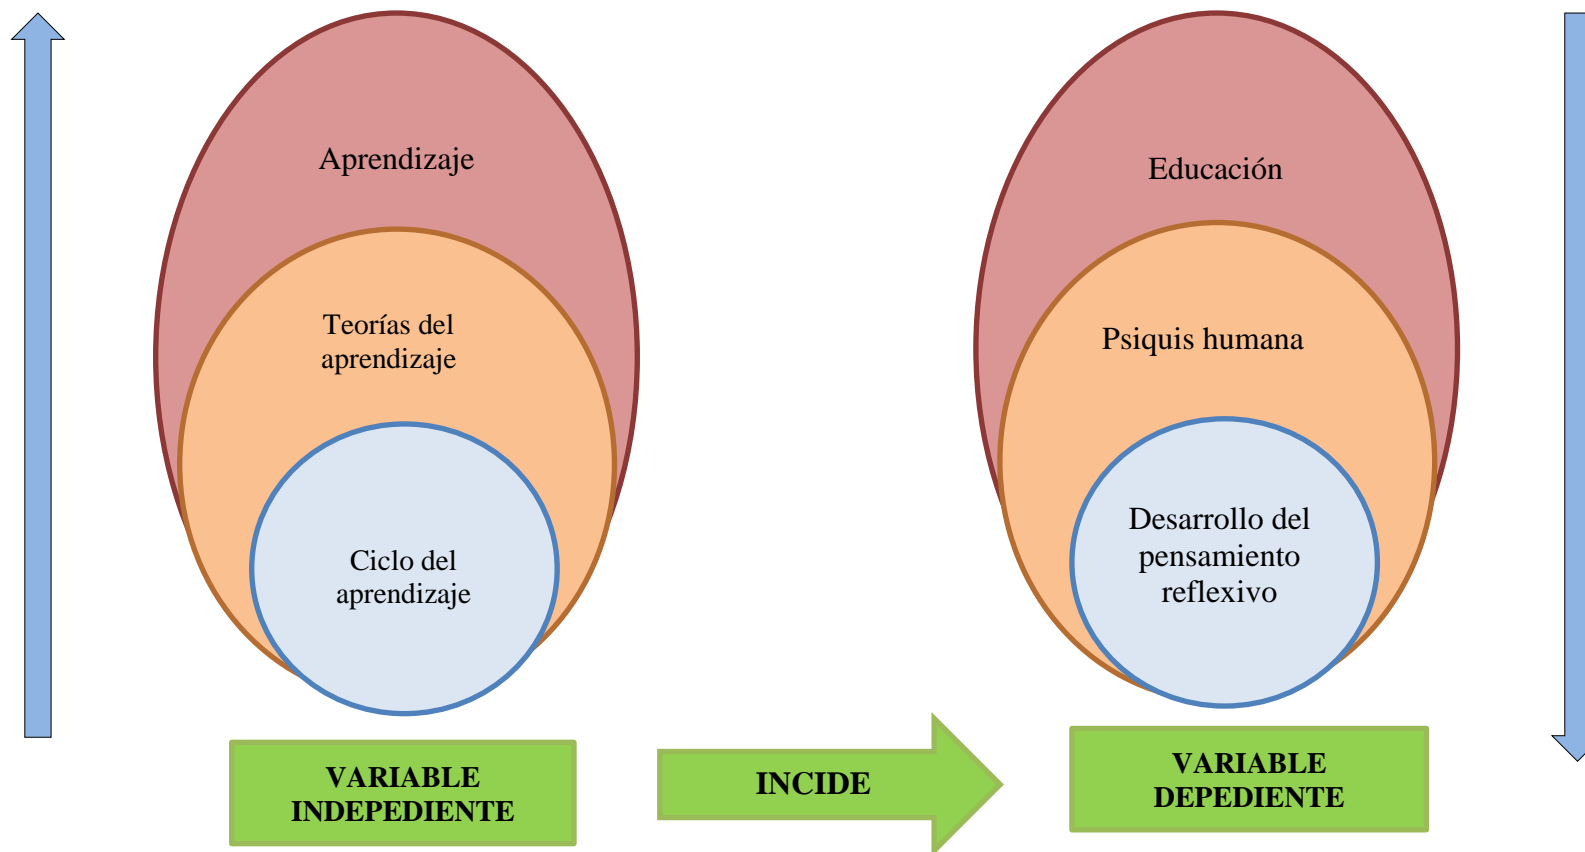 Aprendizaje
Teorías del
aprendizaje
Ciclo del
aprendizaje
VARIABLE
INDEPEDIENTE
INCIDE
Educación
Psiquis humana
Desarrollo del
pensamiento
reflexivo
VARIABLE
DEPEDIENTE